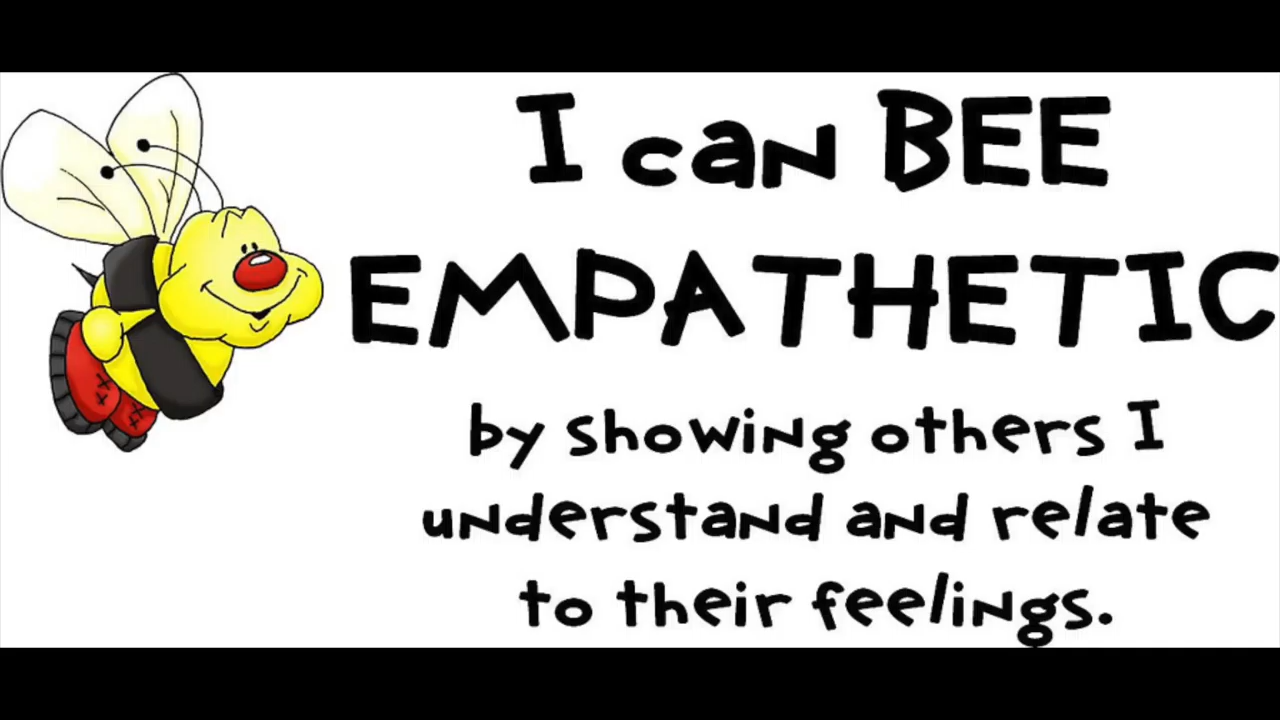 I can BEE
EMPATHETIC
by showing others I
understand and relate
to their feelings.